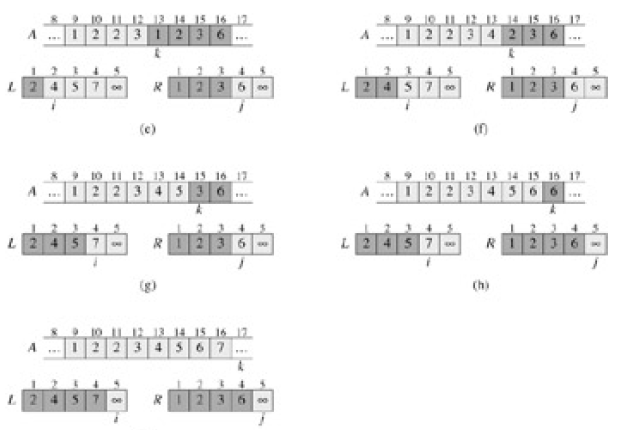 8 9 10 11 12 13 14 15 16 17
A ... 1 2 2 3 1 2 3 6 ...
k
1 2 3 4 5
L 2 4 5 7 ∞
i
1 2 3 4 5
R 1 2 3 6 ∞
j
(e)
8 9 10 11 12 13 14 15 16 17
A ... 1 2 2 3 4 2 3 6 ...
k
1 2 3 4 5
L 2 4 5 7 ∞
i
1 2 3 4 5
R 1 2 3 6 ∞
j
(f)
8 9 10 11 12 13 14 15 16 17
A ... 1 2 2 3 4 5 3 6 ...
k
1 2 3 4 5
L 2 4 5 7 ∞
i
1 2 3 4 5
R 1 2 3 6 ∞
j
(g)
8 9 10 11 12 13 14 15 16 17
A ... 1 2 2 3 4 5 6 6 ...
k
1 2 3 4 5
L 2 4 5 7 ∞
i
1 2 3 4 5
R 1 2 3 6 ∞
j
(h)
8 9 10 11 12 13 14 15 16 17
A ... 1 2 2 3 4 5 6 7 ...
k
1 2 3 4 5
L 2 4 5 7 ∞
i
1 2 3 4 5
R 1 2 3 6 ∞
j